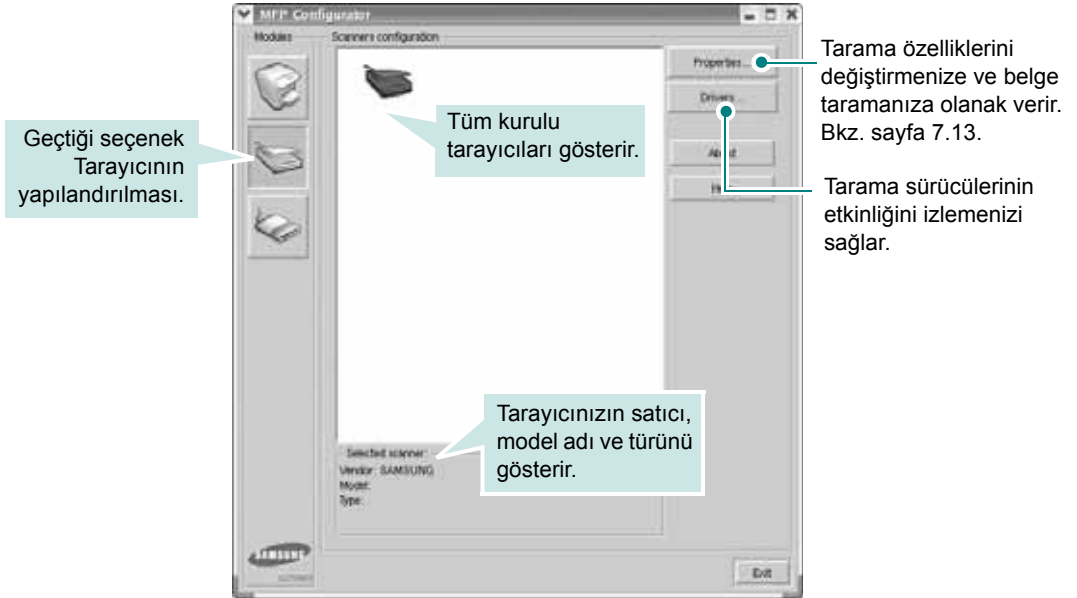 MFP Configurator
Modules
Scanners configuration
Properties...
Drivers...
About
Selected scanner:
Vendor: SAMSUNG
Model:
Type:
SAMSUNG
Exit
Geçtiği seçenek
Tarayıcının
yapılandırılması.
Tüm kurulu
tarayıcıları gösterir.
Tarayıcınızın satıcı,
model adı ve türünü
gösterir.
Tarama özelliklerini
değiştirmenize ve belge
taramanıza olanak verir.
Bkz. sayfa 7.13.
Tarama sürücülerinin
etkinliğini izlemenizi
sağlar.